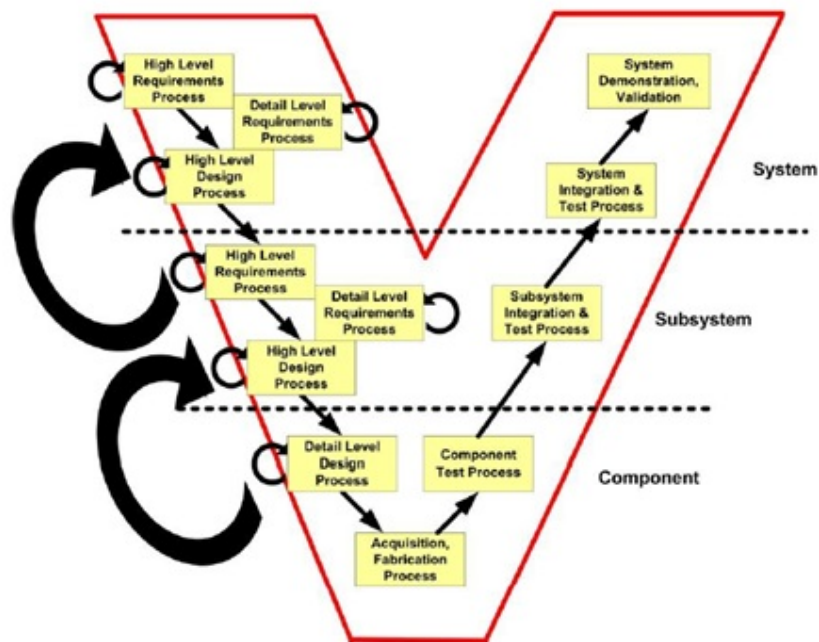 High Level
Requirements
Process
Detail Level
Requirements
Process
High Level
Design
Process
High Level
Requirements
Process
Detail Level
Requirements
Process
High Level
Design
Process
Detail Level
Design
Process
Acquisition,
Fabrication
Process
Component
Test Process
Subsystem
Integration &
Test Process
System
Integration &
Test Process
System
Demonstration,
Validation
System
Subsystem
Component